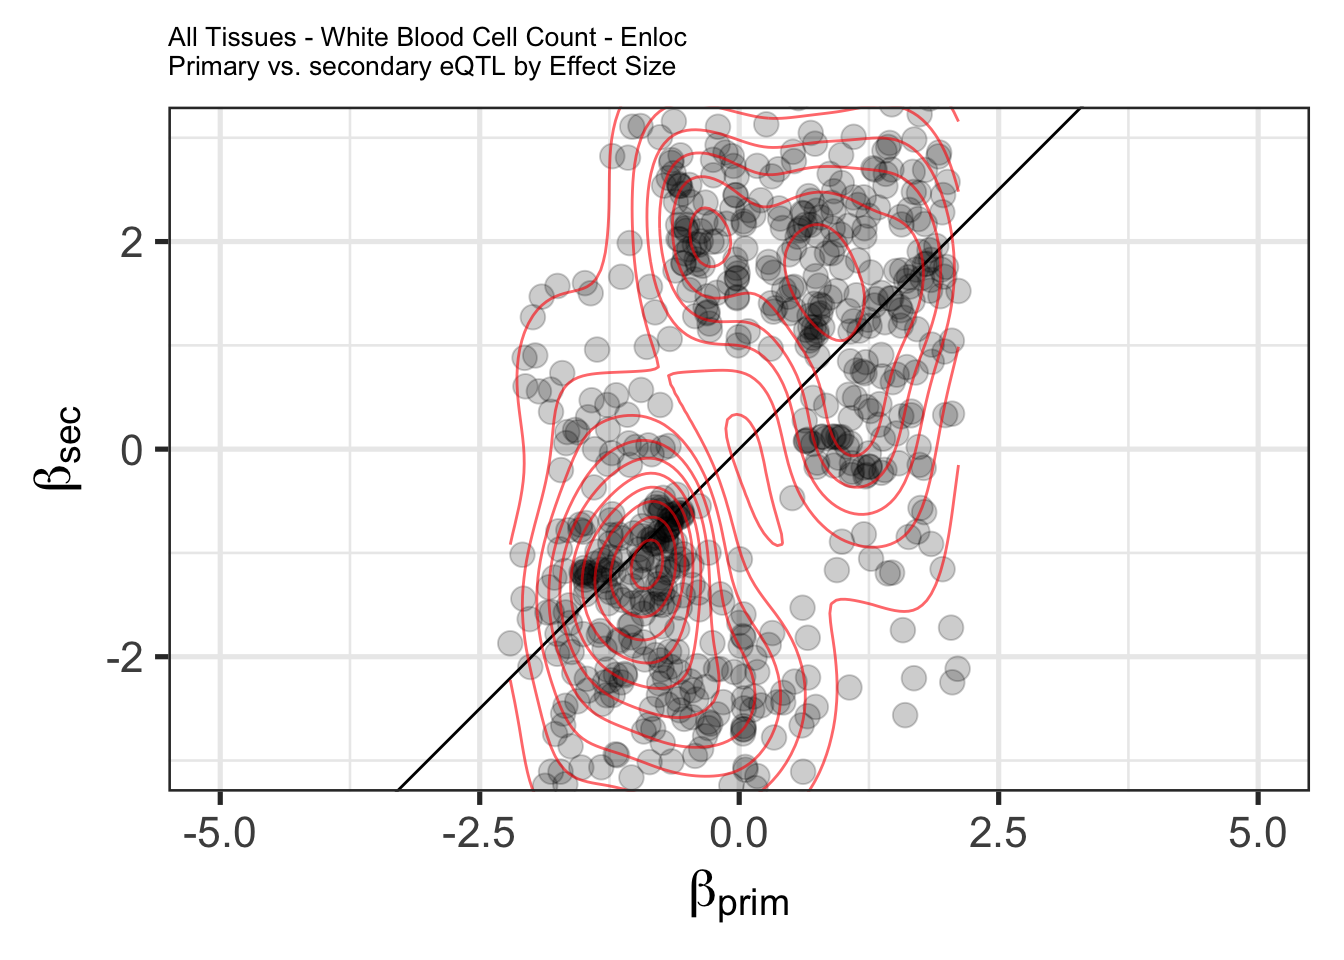 All Tissues - White Blood Cell Count - Enloc
Primary vs. secondary eQTL by Effect Size
2
0
-2
βsec
-5.0 -2.5 0.0 2.5 5.0
βprim